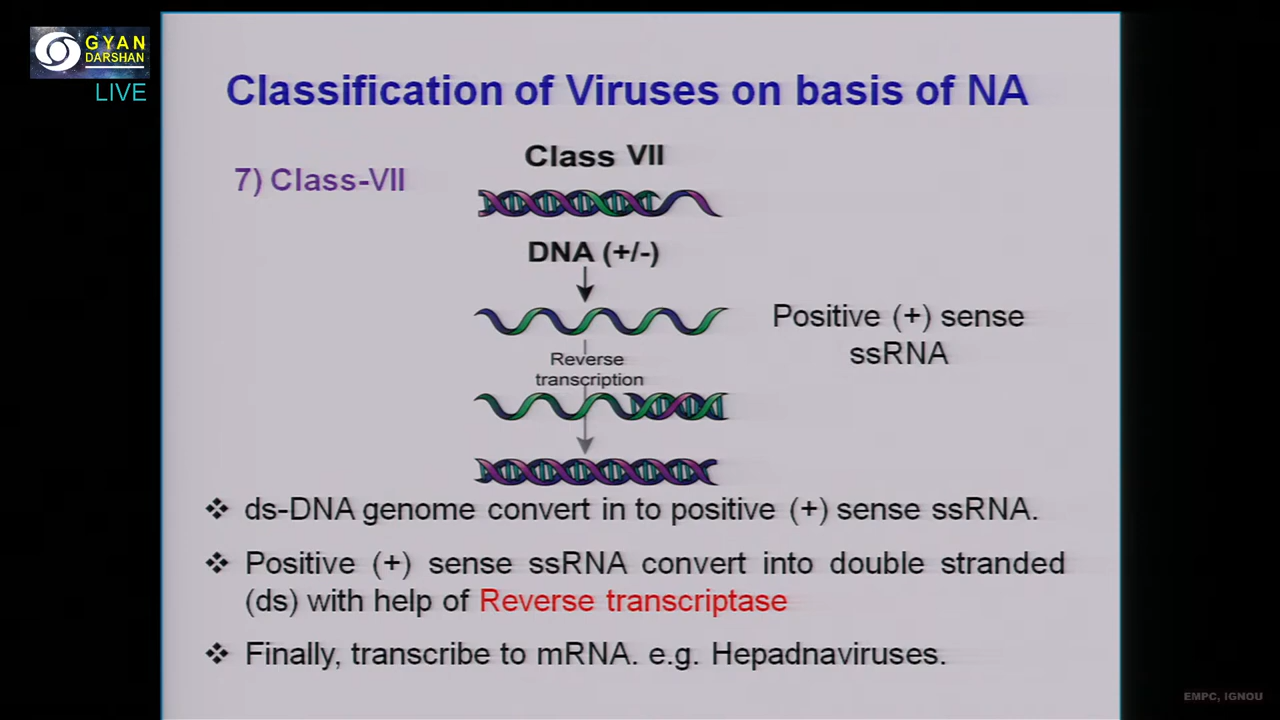 GYAN
DARSHAN
LIVE
Classification of Viruses on basis of NA
7) Class-VII
Class VII
DNA (+/-)
Positive (+) sense
ssRNA
Reverse
transcription
❖ ds-DNA genome convert in to positive (+) sense ssRNA.
❖ Positive (+) sense ssRNA convert into double stranded
(ds) with help of Reverse transcriptase
❖ Finally, transcribe to mRNA. e.g. Hepadnaviruses.
EMPC, IGNOU